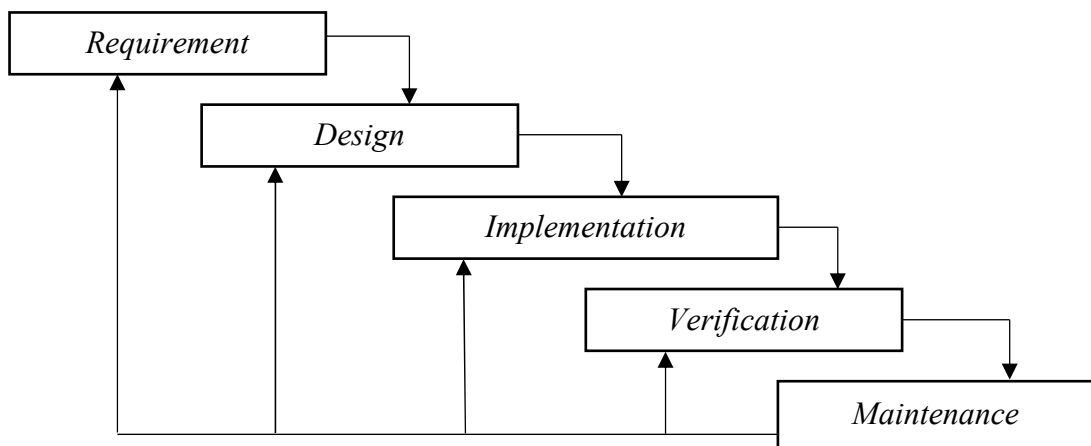 Requirement
Design
Implementation
Verification
Maintenance